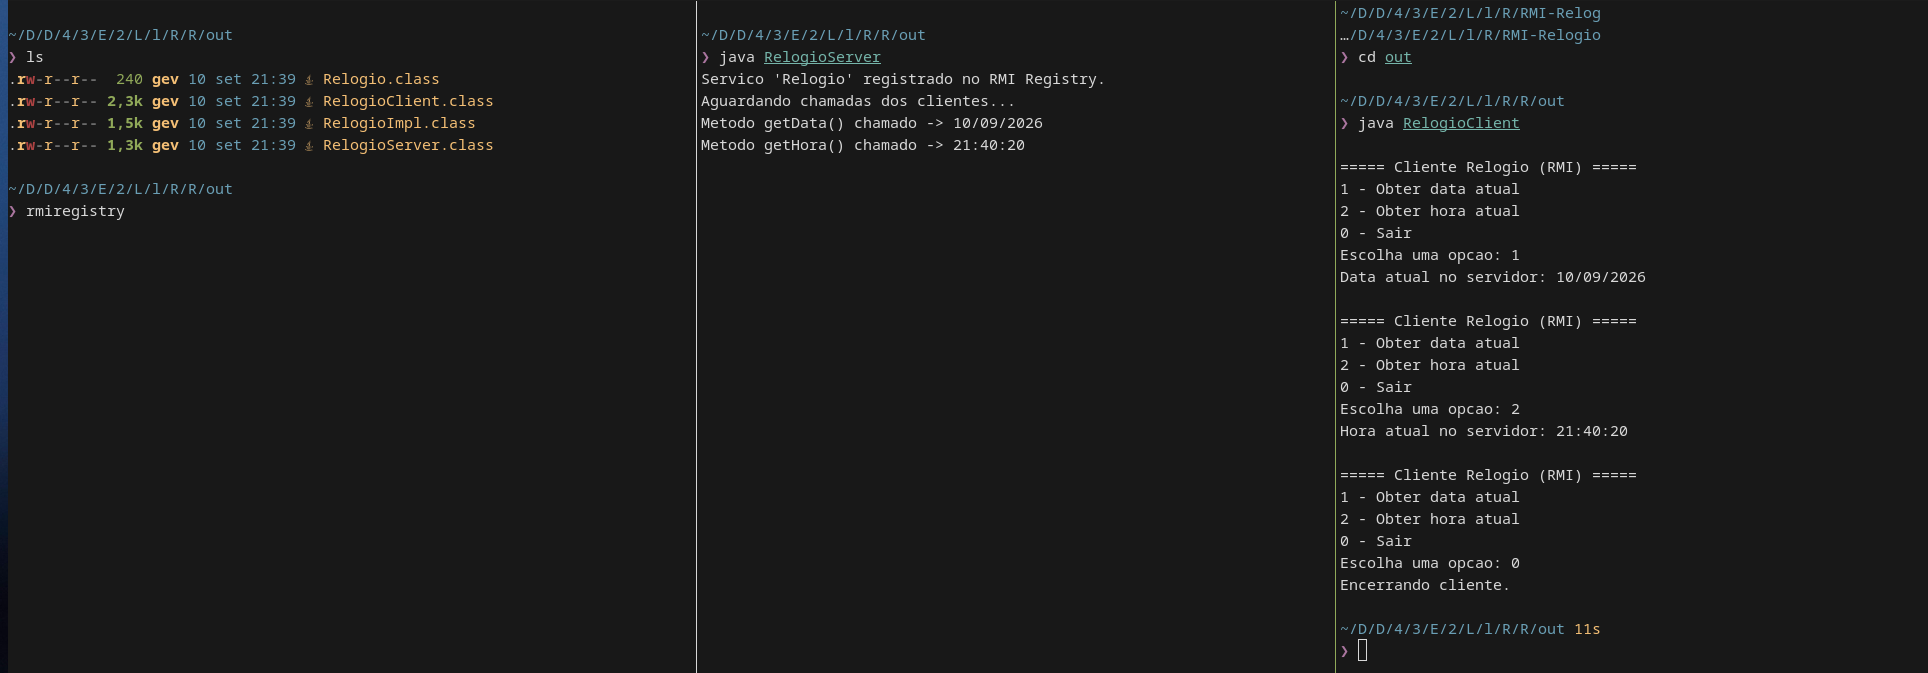 ~/D/D/4/3/E/2/L/l/R/R/out
❯ ls
.rw-r--r-- 240 gev 10 set 21:39 Relogio.class
.rw-r--r-- 2,3k gev 10 set 21:39 RelogioClient.class
.rw-r--r-- 1,5k gev 10 set 21:39 RelogioImpl.class
.rw-r--r-- 1,3k gev 10 set 21:39 RelogioServer.class
~/D/D/4/3/E/2/L/l/R/R/out
❯ rmiregistry
~/D/D/4/3/E/2/L/l/R/R/out
❯ java RelogioServer
Servico 'Relogio' registrado no RMI Registry.
Aguardando chamadas dos clientes...
Metodo getData() chamado -> 10/09/2026
Metodo getHora() chamado -> 21:40:20
~/D/D/4/3/E/2/L/l/R/RMI-Relog
…/D/4/3/E/2/L/l/R/RMI-Relogio
❯ cd out
~/D/D/4/3/E/2/L/l/R/R/out
❯ java RelogioClient
===== Cliente Relogio (RMI) =====
1 - Obter data atual
2 - Obter hora atual
0 - Sair
Escolha uma opcao: 1
Data atual no servidor: 10/09/2026
===== Cliente Relogio (RMI) =====
1 - Obter data atual
2 - Obter hora atual
0 - Sair
Escolha uma opcao: 2
Hora atual no servidor: 21:40:20
===== Cliente Relogio (RMI) =====
1 - Obter data atual
2 - Obter hora atual
0 - Sair
Escolha uma opcao: 0
Encerrando cliente.
~/D/D/4/3/E/2/L/l/R/R/out 11s
❯